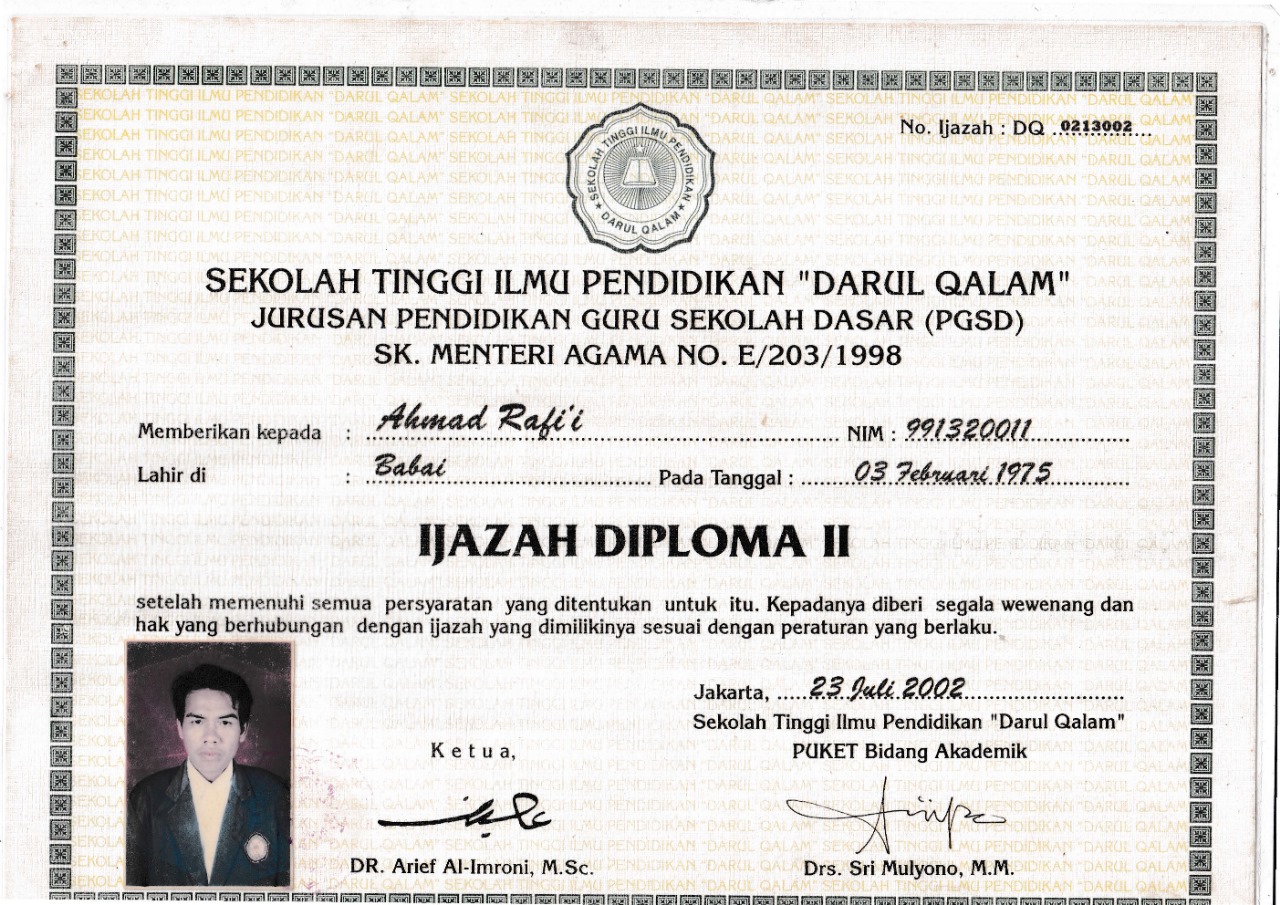 No. Ijazah : DQ 0213002
SEKOLAH TINGGI ILMU PENDIDIKAN
DARUL QALAM
SEKOLAH TINGGI ILMU PENDIDIKAN "DARUL QALAM"
JURUSAN PENDIDIKAN GURU SEKOLAH DASAR (PGSD)
SK. MENTERI AGAMA NO. E/203/1998
Memberikan kepada : Ahmad Rafi'i NIM : 991320011
Lahir di : Babai Pada Tanggal : 03 Februari 1975
IJAZAH DIPLOMA II
setelah memenuhi semua persyaratan yang ditentukan untuk itu. Kepadanya diberi segala wewenang dan
hak yang berhubungan dengan ijazah yang dimilikinya sesuai dengan peraturan yang berlaku.
Jakarta, 23 Juli 2002
Sekolah Tinggi Ilmu Pendidikan "Darul Qalam"
Ketua, PUKET Bidang Akademik
DR. Arief Al-Imroni, M.Sc. Drs. Sri Mulyono, M.M.